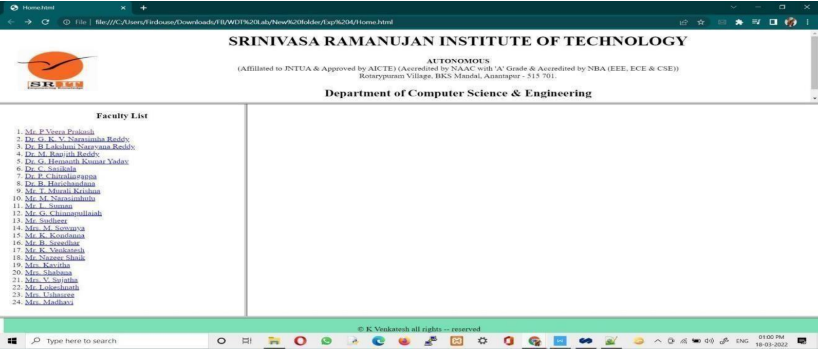 Home.html
File | file:///C:/Users/Firdouse/Downloads/FB/WDT%20Lab/New%20folder/Exp%204/Home.html
SRINIVASA RAMANUJAN INSTITUTE OF TECHNOLOGY
AUTONOMOUS
(Affiliated to JNTUA & Approved by AICTE) (Accredited by NAAC with 'A' Grade & Accredited by NBA (EEE, ECE & CSE))
Rotarypuram Village, BKS Mandal, Anantapur - 515 701.
Department of Computer Science & Engineering
SRIT
Faculty List
1. Mr. P Veera Prakash
2. Dr. G. K. V. Narasimha Reddy
3. Dr. B Lakshmi Narayana Reddy
4. Dr. M. Ranjith Reddy
5. Dr. G. Hemanth Kumar Yadav
6. Dr. C. Sasikala
7. Dr. P. Chitralingappa
8. Dr. B. Harichandana
9. Mr. T. Murali Krishna
10. Mr. M. Narasimhulu
11. Mr. L. Suman
12. Mr. G. Chinnapullaiah
13. Mr. Sudheer
14. Mrs. M. Sowmya
15. Mr. K. Kondanna
16. Mr. B. Sreedhar
17. Mr. K. Venkatesh
18. Mr. Nazeer Shaik
19. Mrs. Kavitha
20. Mrs. Shabana
21. Mrs. V. Sujatha
22. Mr. Lokeshnath
23. Mrs. Ushasree
24. Mrs. Madhavi
© K Venkatesh all rights -- reserved
Type here to search
ENG
01:00 PM
18-03-2022